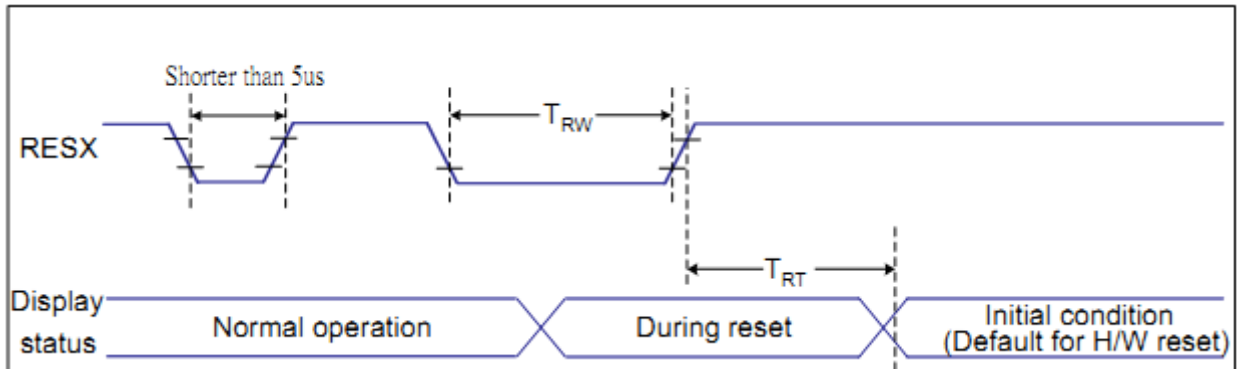 Shorter than 5us
T_RW
RESX
T_RT
Display
status
Normal operation
During reset
Initial condition
(Default for H/W reset)